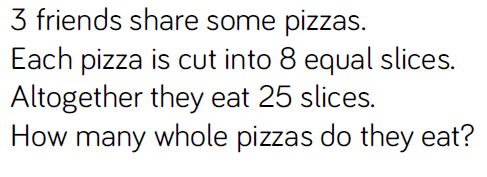 3 friends share some pizzas.
Each pizza is cut into 8 equal slices.
Altogether they eat 25 slices.
How many whole pizzas do they eat?